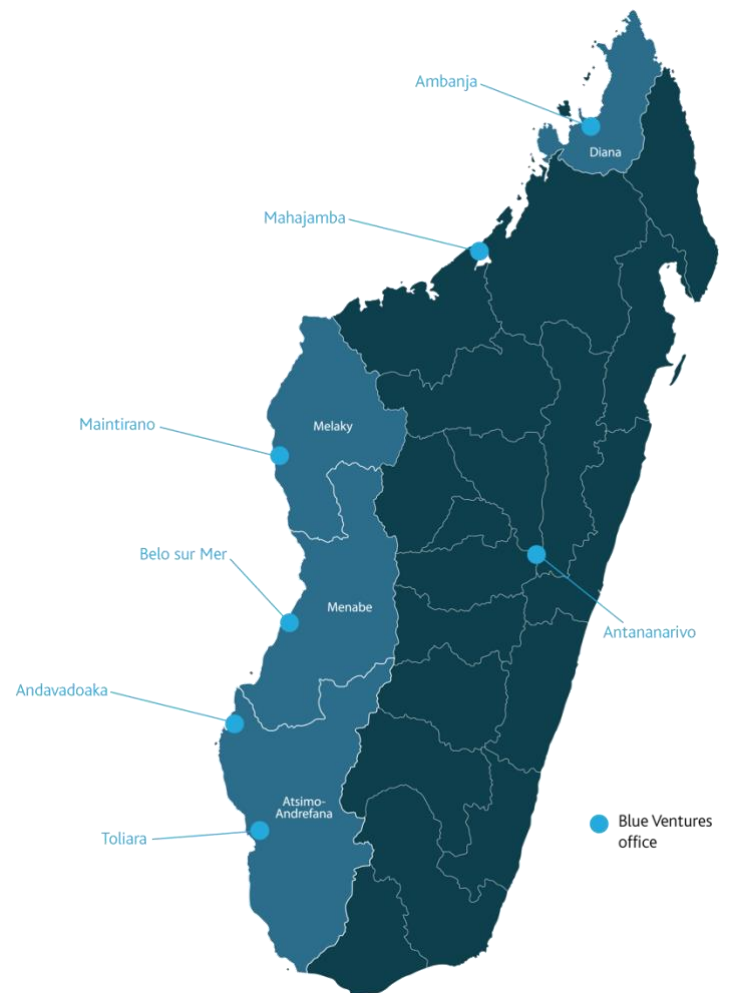 Ambanja
Diana
Mahajamba
Melaky
Maintirano
Belo sur Mer
Menabe
Antananarivo
Andavadoaka
Atsimo-
Andrefana
Toliara
Blue Ventures
office